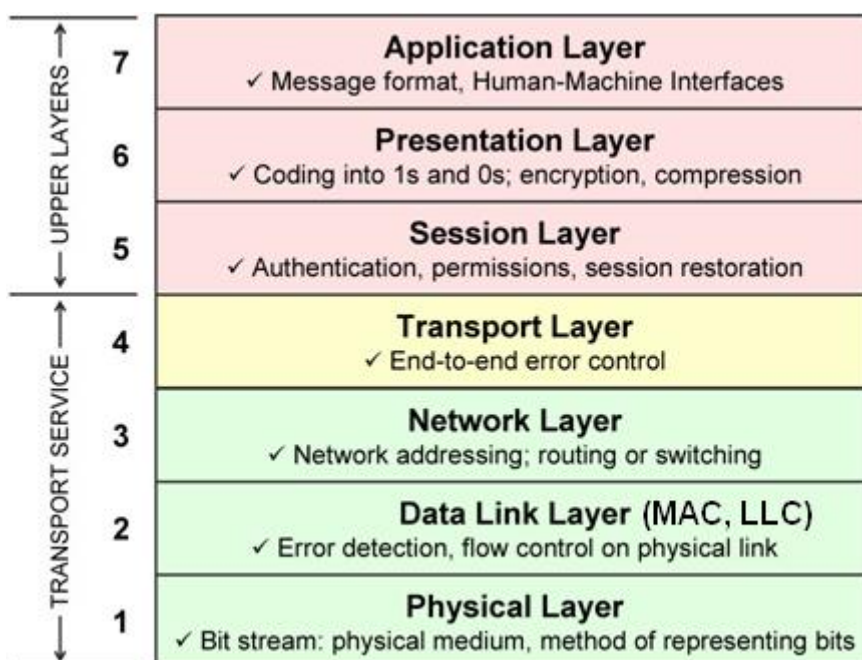 UPPER LAYERS
7
Application Layer
✓ Message format, Human-Machine Interfaces
6
Presentation Layer
✓ Coding into 1s and 0s; encryption, compression
5
Session Layer
✓ Authentication, permissions, session restoration
TRANSPORT SERVICE
4
Transport Layer
✓ End-to-end error control
3
Network Layer
✓ Network addressing; routing or switching
2
Data Link Layer (MAC, LLC)
✓ Error detection, flow control on physical link
1
Physical Layer
✓ Bit stream: physical medium, method of representing bits